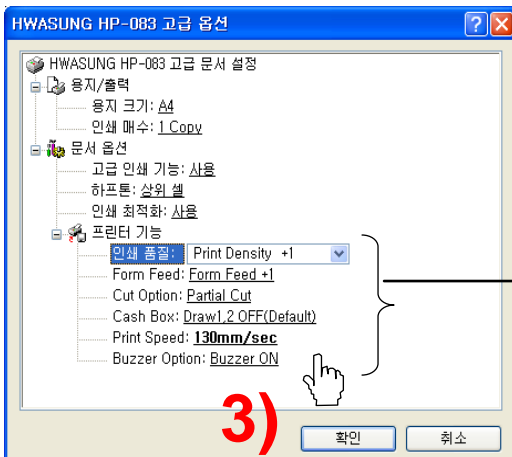 HWASUNG HP-083 고급 옵션
HWASUNG HP-083 고급 문서 설정
용지/출력
용지 크기: A4
인쇄 매수: 1 Copy
문서 옵션
고급 인쇄 기능: 사용
하프톤: 상위 셀
인쇄 최적화: 사용
프린터 기능
인쇄 품질: Print Density +1
Form Feed: Form Feed +1
Cut Option: Partial Cut
Cash Box: Draw1,2 OFF(Default)
Print Speed: 130mm/sec
Buzzer Option: Buzzer ON
3)
확인 취소